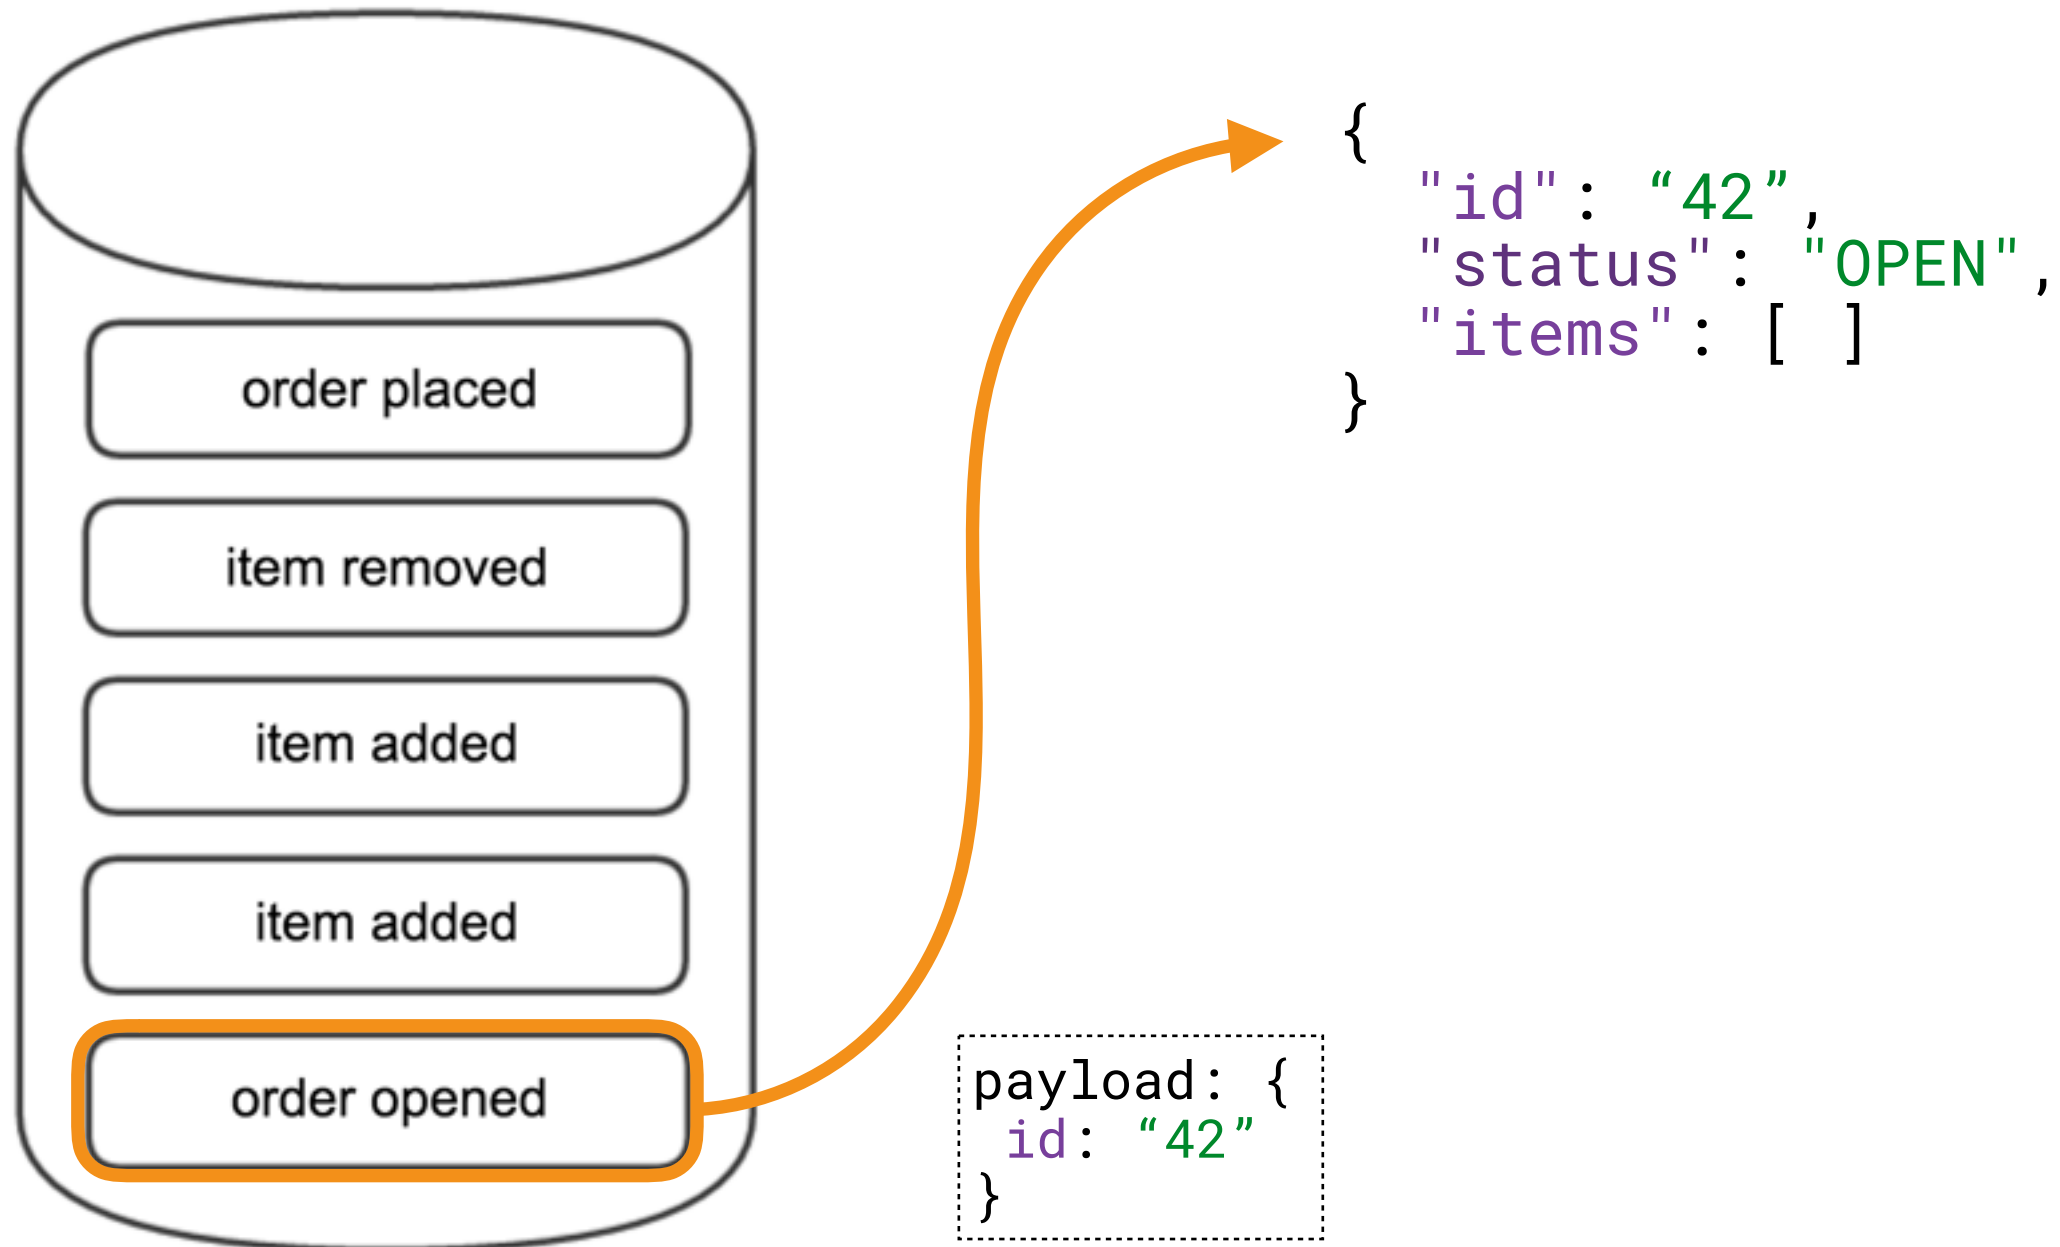 order placed
item removed
item added
item added
order opened
{
"id": “42”,
"status": "OPEN",
"items": [ ]
}
payload: {
id: “42”
}